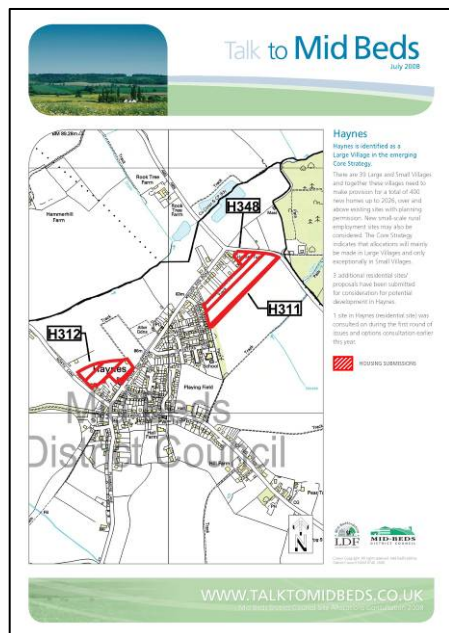 Talk to Mid Beds
July 2008
Haynes
Haynes is identified as a
Large Village in the emerging
Core Strategy.
There are 39 Large and Small Villages
and together these villages need to
make provision for a total of 400
new homes up to 2026, over and
above existing sites with planning
permission. New small-scale rural
employment sites may also be
considered. The Core Strategy
indicates that allocations will mainly
be made in Large Villages and only
exceptionally in Small Villages.
3 additional residential sites/
proposals have been submitted
for consideration for potential
development in Haynes.
1 site in Haynes (residential site) was
consulted on during the first round of
issues and options consultation earlier
this year.
HOUSING SUBMISSIONS
Rook Tree
Farm
Hammerhill
Farm
H348
H311
H312
Haynes
School
Playing Field
Track
Mid Beds
District Council
N
LDF
MID-BEDS
DISTRICT COUNCIL
WWW.TALKTOMIDBEDS.CO.UK